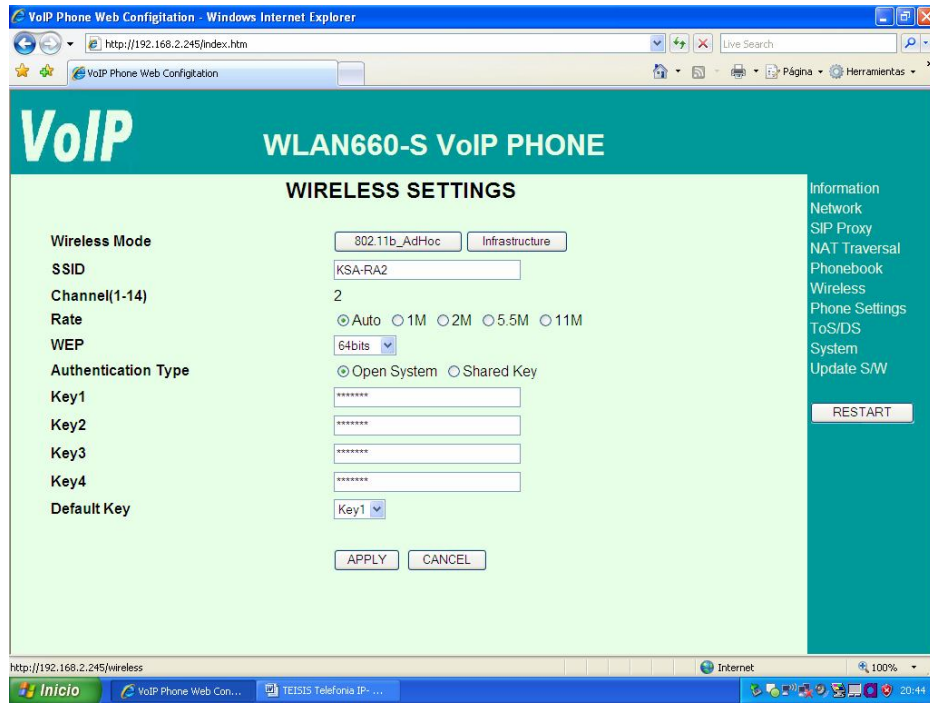 VoIP Phone Web Configitation - Windows Internet Explorer
http://192.168.2.245/index.htm
Live Search
VoIP Phone Web Configitation
Página
Herramientas
VoIP
WLAN660-S VoIP PHONE
WIRELESS SETTINGS
Wireless Mode 802.11b_AdHoc Infrastructure
SSID KSA-RA2
Channel(1-14) 2
Rate Auto 1M 2M 5.5M 11M
WEP 64bits
Authentication Type Open System Shared Key
Key1 *******
Key2 *******
Key3 *******
Key4 *******
Default Key Key1
APPLY CANCEL
Information
Network
SIP Proxy
NAT Traversal
Phonebook
Wireless
Phone Settings
ToS/DS
System
Update S/W
RESTART
http://192.168.2.245/wireless
Internet
100%
Inicio
VoIP Phone Web Con...
TEISIS Telefonia IP- ...
20:44